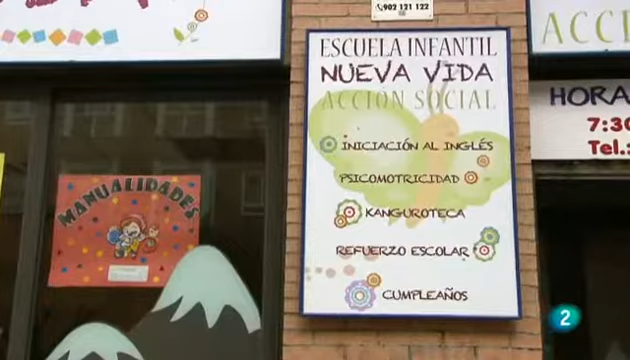 902 121 122
ESCUELA INFANTIL
NUEVA VIDA
ACCIÓN SOCIAL
INICIACIÓN AL INGLÉS
PSICOMOTRICIDAD
KANGUROTECA
REFUERZO ESCOLAR
CUMPLEAÑOS
MANUALIDADES
ACCI
HORA
7:30
Tel.:
2